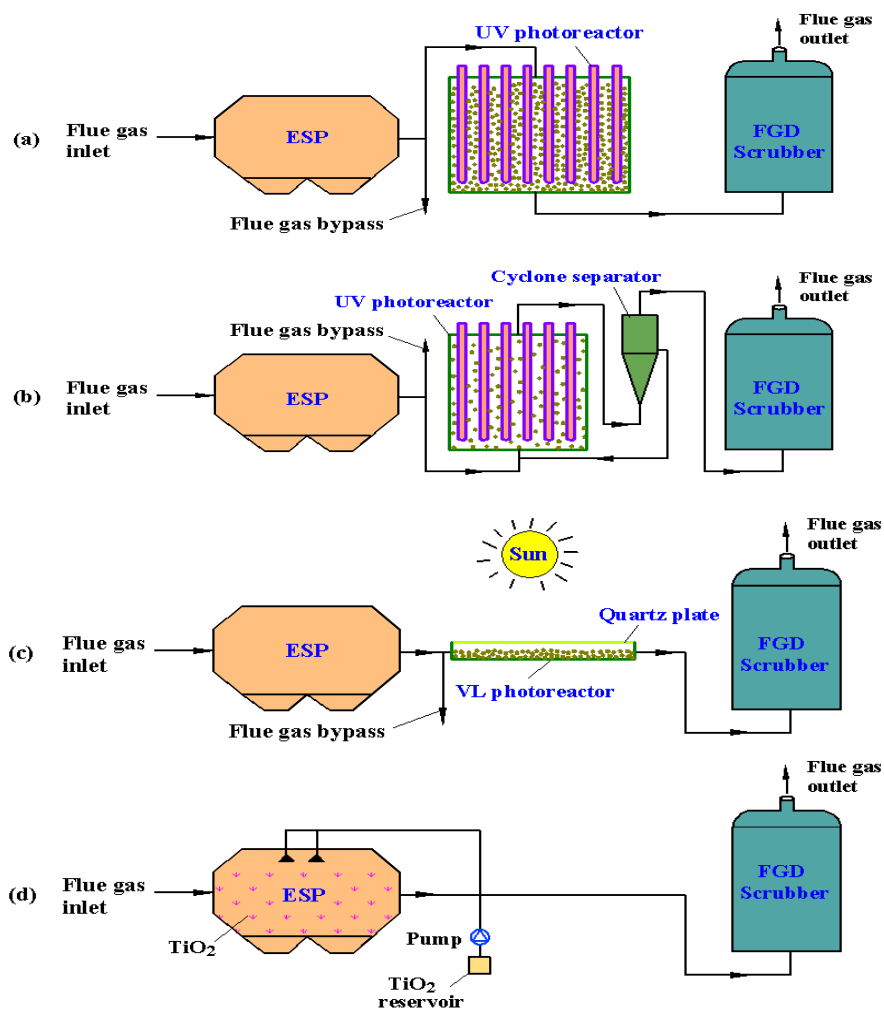 (a)
Flue gas
inlet
ESP
Flue gas bypass
UV photoreactor
Flue gas
outlet
FGD
Scrubber
(b)
Flue gas
inlet
ESP
UV photoreactor
Flue gas bypass
Cyclone separator
Flue gas
outlet
FGD
Scrubber
(c)
Flue gas
inlet
ESP
Flue gas bypass
Sun
Quartz plate
VL photoreactor
Flue gas
outlet
FGD
Scrubber
(d)
Flue gas
inlet
ESP
TiO₂
Pump
TiO₂
reservoir
Flue gas
outlet
FGD
Scrubber